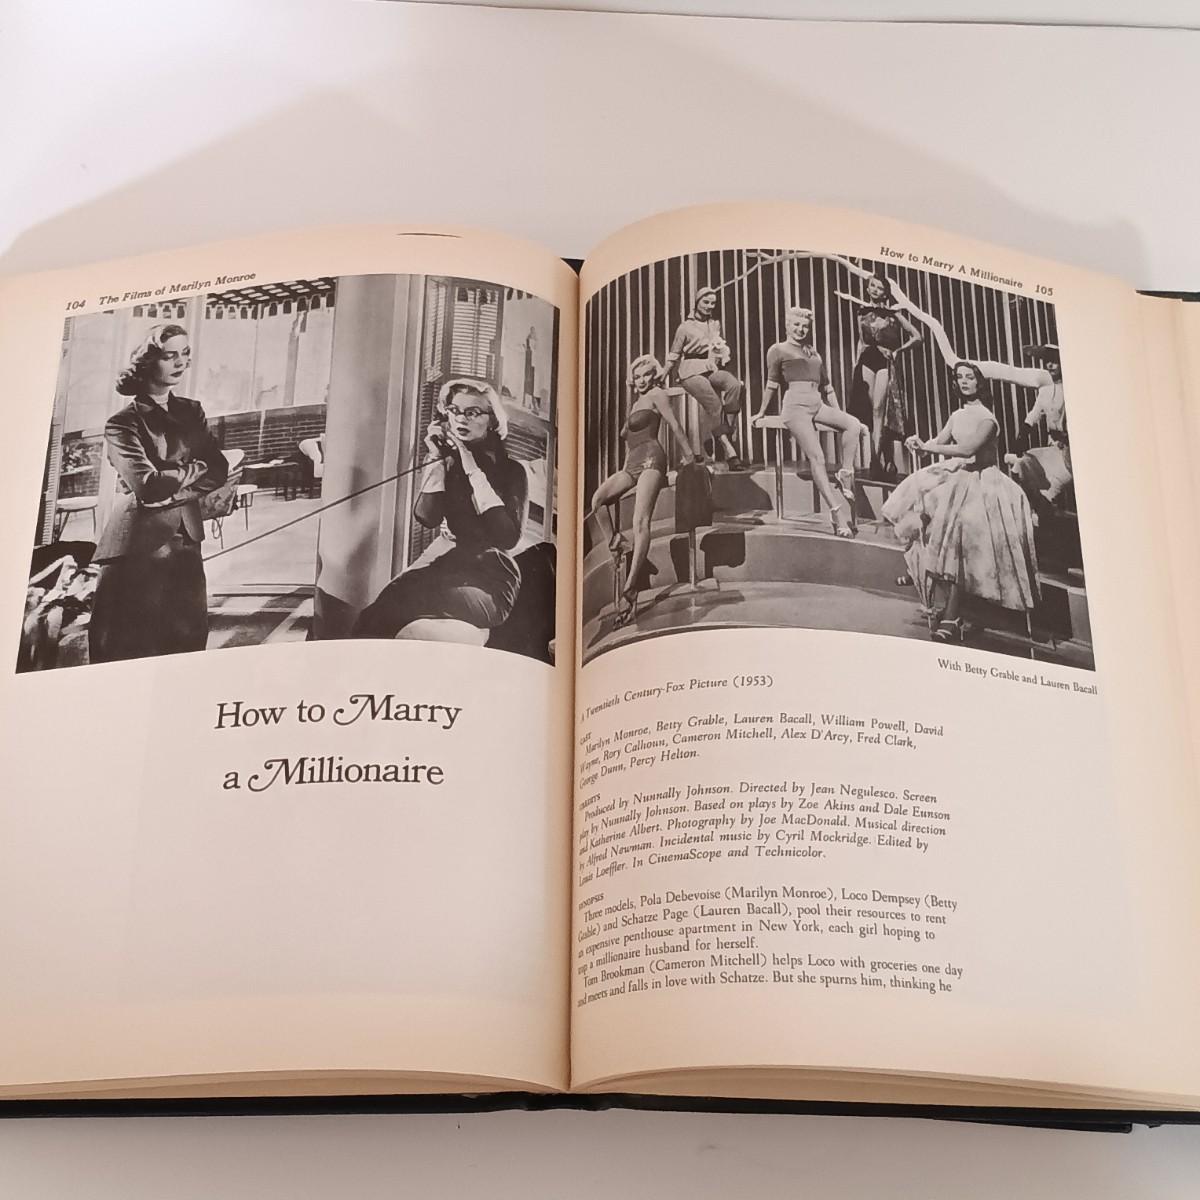 104 The Films of Marilyn Monroe
How to Marry
a Millionaire
How to Marry A Millionaire 105
With Betty Grable and Lauren Bacall
A Twentieth Century-Fox Picture (1953)
CAST
Marilyn Monroe, Betty Grable, Lauren Bacall, William Powell, David
Wayne, Rory Calhoun, Cameron Mitchell, Alex D'Arcy, Fred Clark,
George Dunn, Percy Helton.
CREDITS
Produced by Nunnally Johnson. Directed by Jean Negulesco. Screen
play by Nunnally Johnson. Based on plays by Zoe Akins and Dale Eunson
and Katherine Albert. Photography by Joe MacDonald. Musical direction
by Alfred Newman. Incidental music by Cyril Mockridge. Edited by
Louis Loeffler. In CinemaScope and Technicolor.
SYNOPSIS
Three models, Pola Debevoise (Marilyn Monroe), Loco Dempsey (Betty
Grable) and Schatze Page (Lauren Bacall), pool their resources to rent
an expensive penthouse apartment in New York, each girl hoping to
trap a millionaire husband for herself.
Tom Brookman (Cameron Mitchell) helps Loco with groceries one day
and meets and falls in love with Schatze. But she spurns him, thinking he